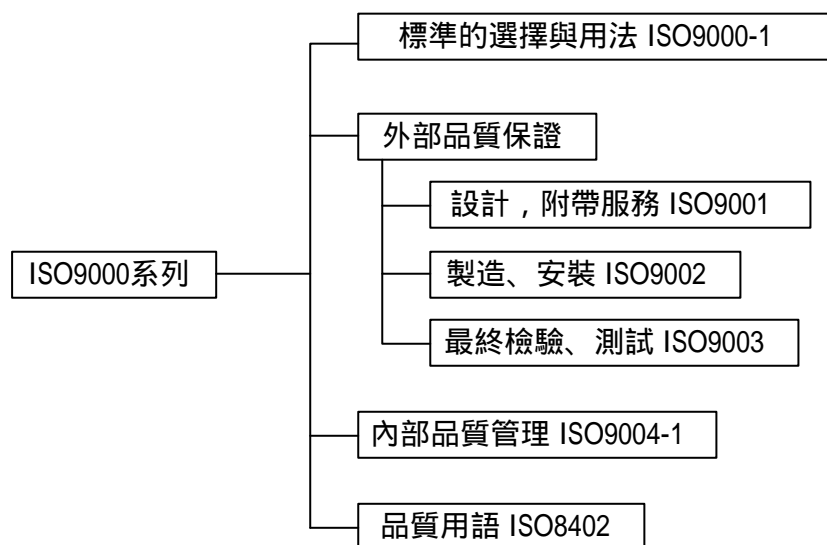 標準的選擇與用法 ISO9000-1
外部品質保證
設計，附帶服務 ISO9001
ISO9000系列
製造、安裝 ISO9002
最終檢驗、測試 ISO9003
內部品質管理 ISO9004-1
品質用語 ISO8402